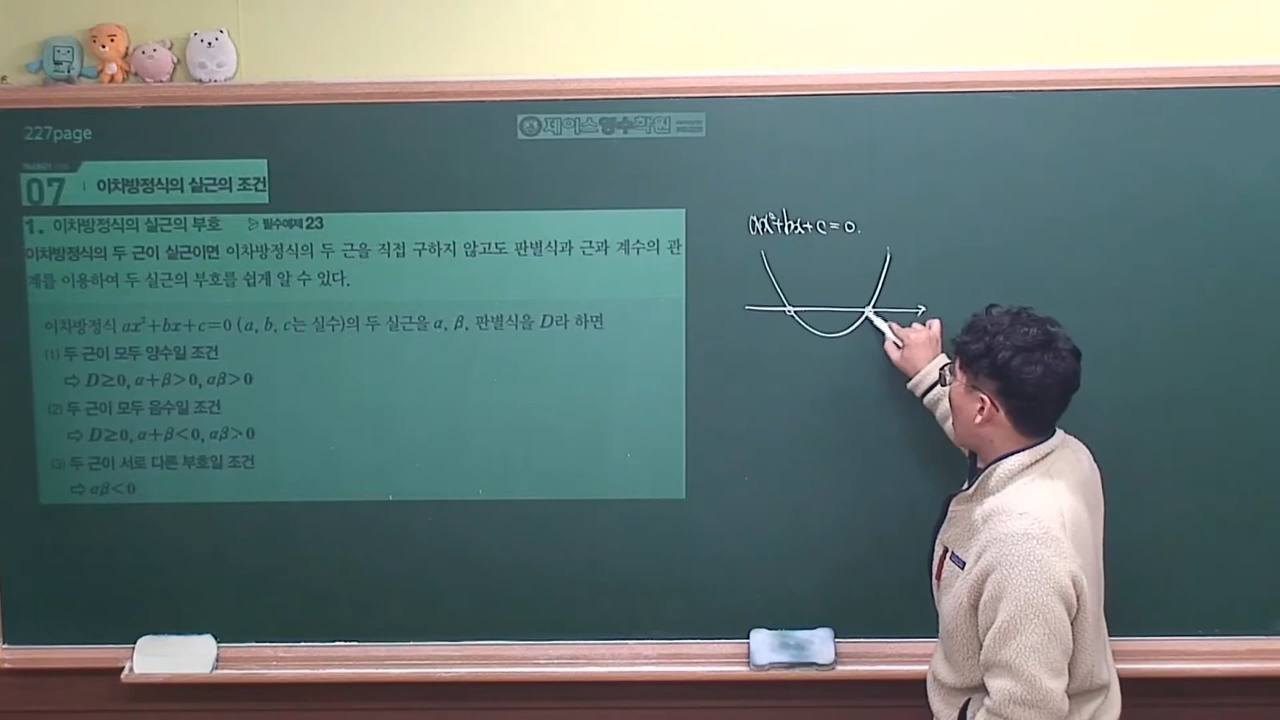 227page
제이스영수학원
07 이차방정식의 실근의 조건
1. 이차방정식의 실근의 부호 ▷ 필수예제 23
이차방정식의 두 근이 실근이면 이차방정식의 두 근을 직접 구하지 않고도 판별식과 근과 계수의 관
계를 이용하여 두 실근의 부호를 쉽게 알 수 있다.
이차방정식 ax²+bx+c=0 (a, b, c는 실수)의 두 실근을 α, β, 판별식을 D라 하면
(1) 두 근이 모두 양수일 조건
⇨ D≥0, α+β>0, αβ>0
(2) 두 근이 모두 음수일 조건
⇨ D≥0, α+β<0, αβ>0
(3) 두 근이 서로 다른 부호일 조건
⇨ αβ<0
ax²+bx+c=0.